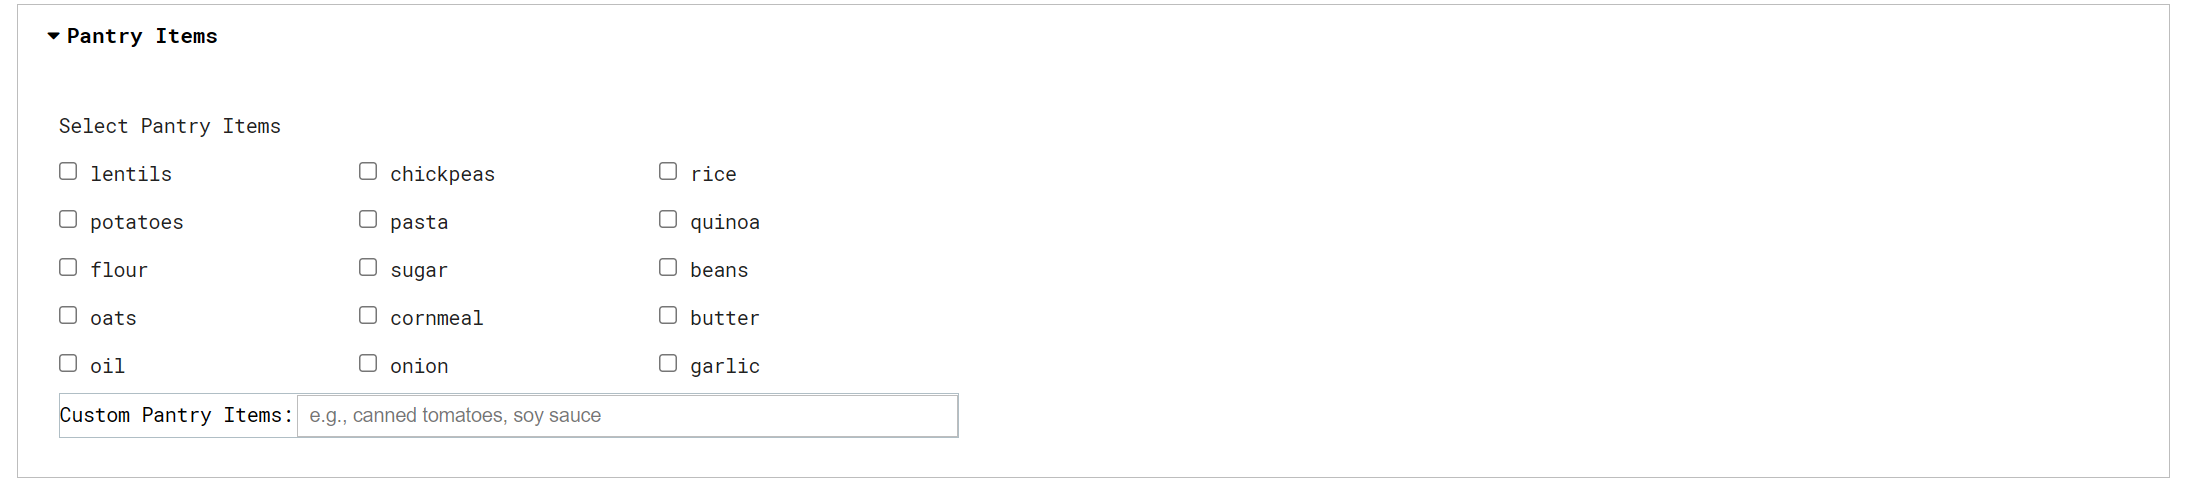 Pantry Items
Select Pantry Items
lentils chickpeas rice
potatoes pasta quinoa
flour sugar beans
oats cornmeal butter
oil onion garlic
Custom Pantry Items: e.g., canned tomatoes, soy sauce